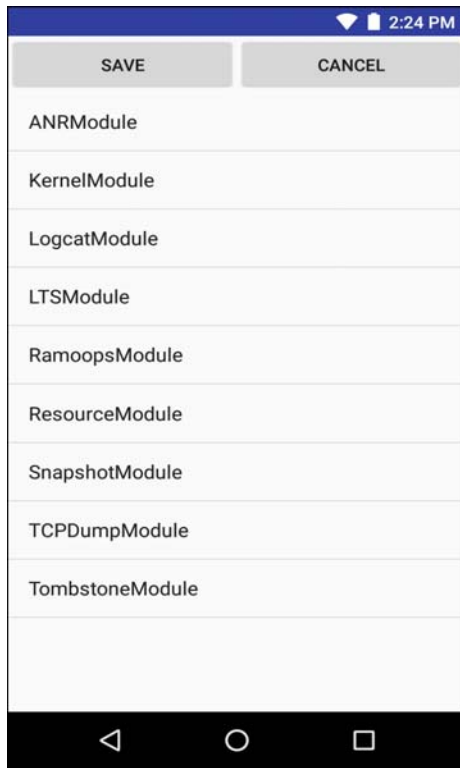 2:24 PM
SAVE CANCEL
ANRModule
KernelModule
LogcatModule
LTSModule
RamoopsModule
ResourceModule
SnapshotModule
TCPDumpModule
TombstoneModule